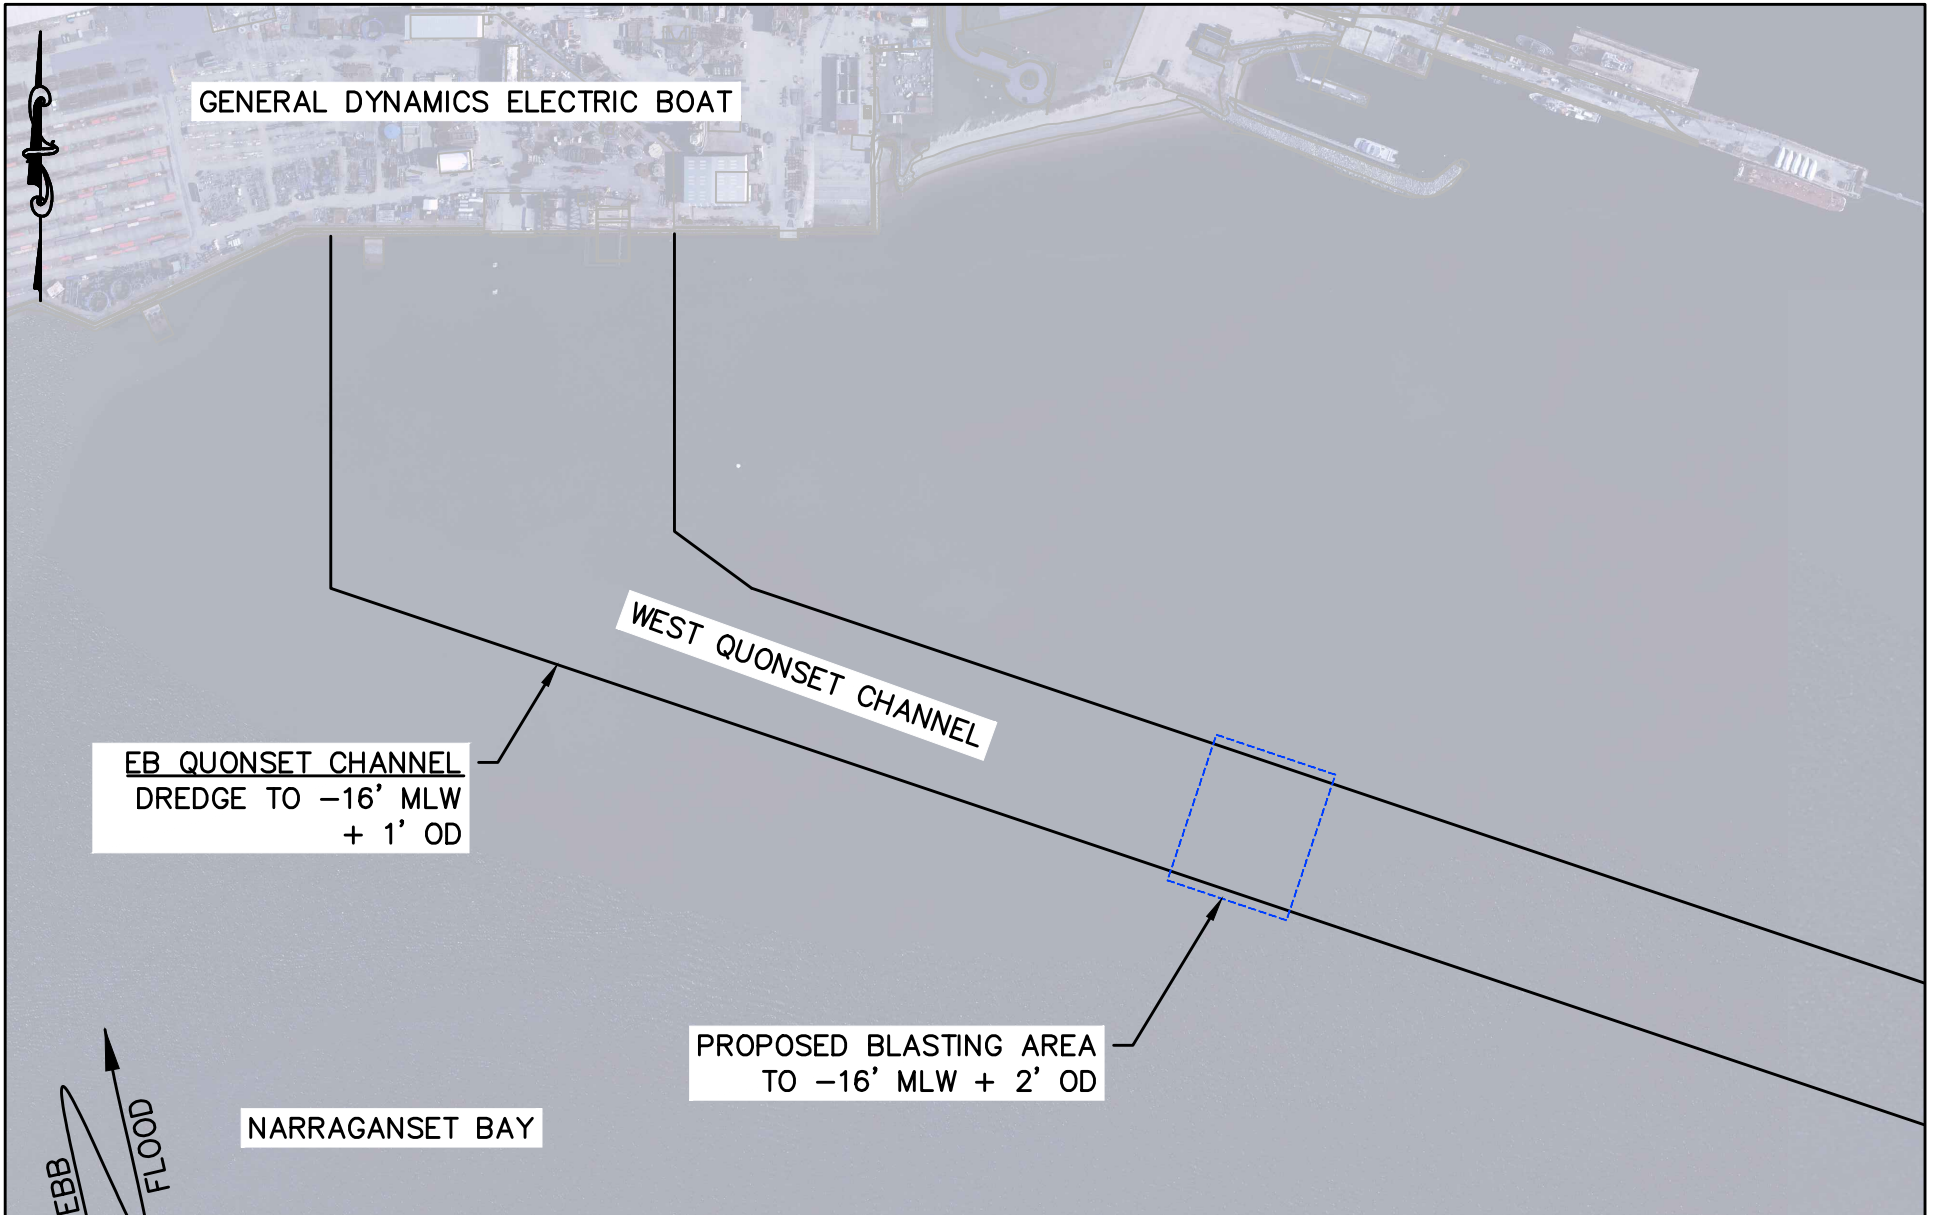 GENERAL DYNAMICS ELECTRIC BOAT
WEST QUONSET CHANNEL
EB QUONSET CHANNEL
DREDGE TO -16' MLW
+ 1' OD
PROPOSED BLASTING AREA
TO -16' MLW + 2' OD
NARRAGANSET BAY
EBB
FLOOD